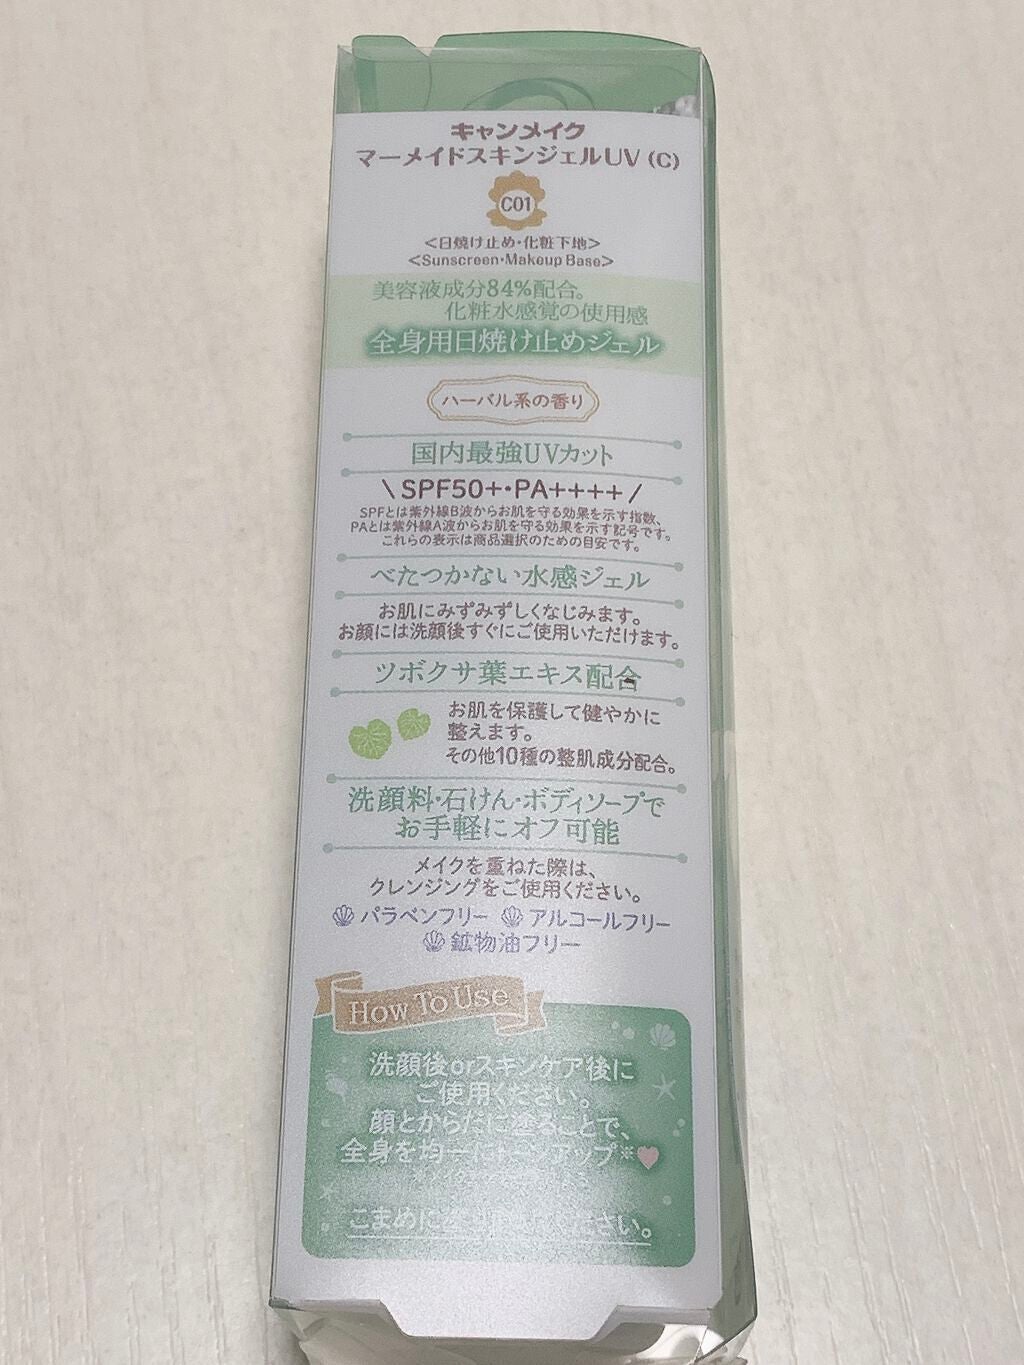 キャンメイク
マーメイドスキンジェルUV (C)
C01
<日焼け止め・化粧下地>
<Sunscreen・Makeup Base>
美容液成分84%配合。
化粧水感覚の使用感
全身用日焼け止めジェル
ハーバル系の香り
国内最強UVカット
\ SPF50+・PA++++ /
SPFとは紫外線B波からお肌を守る効果を示す指数、
PAとは紫外線A波からお肌を守る効果を示す記号です。
これらの表示は商品選択のための目安です。
べたつかない水感ジェル
お肌にみずみずしくなじみます。
お顔には洗顔後すぐにご使用いただけます。
ツボクサ葉エキス配合
お肌を保護して健やかに
整えます。
その他10種の整肌成分配合。
洗顔料・石けん・ボディソープで
お手軽にオフ可能
メイクを重ねた際は、
クレンジングをご使用ください。
パラベンフリー アルコールフリー
鉱物油フリー
How To Use
洗顔後orスキンケア後に
ご使用ください。
顔とからだに塗ることで、
全身を均一にトーンアップ※
こまめに ください。